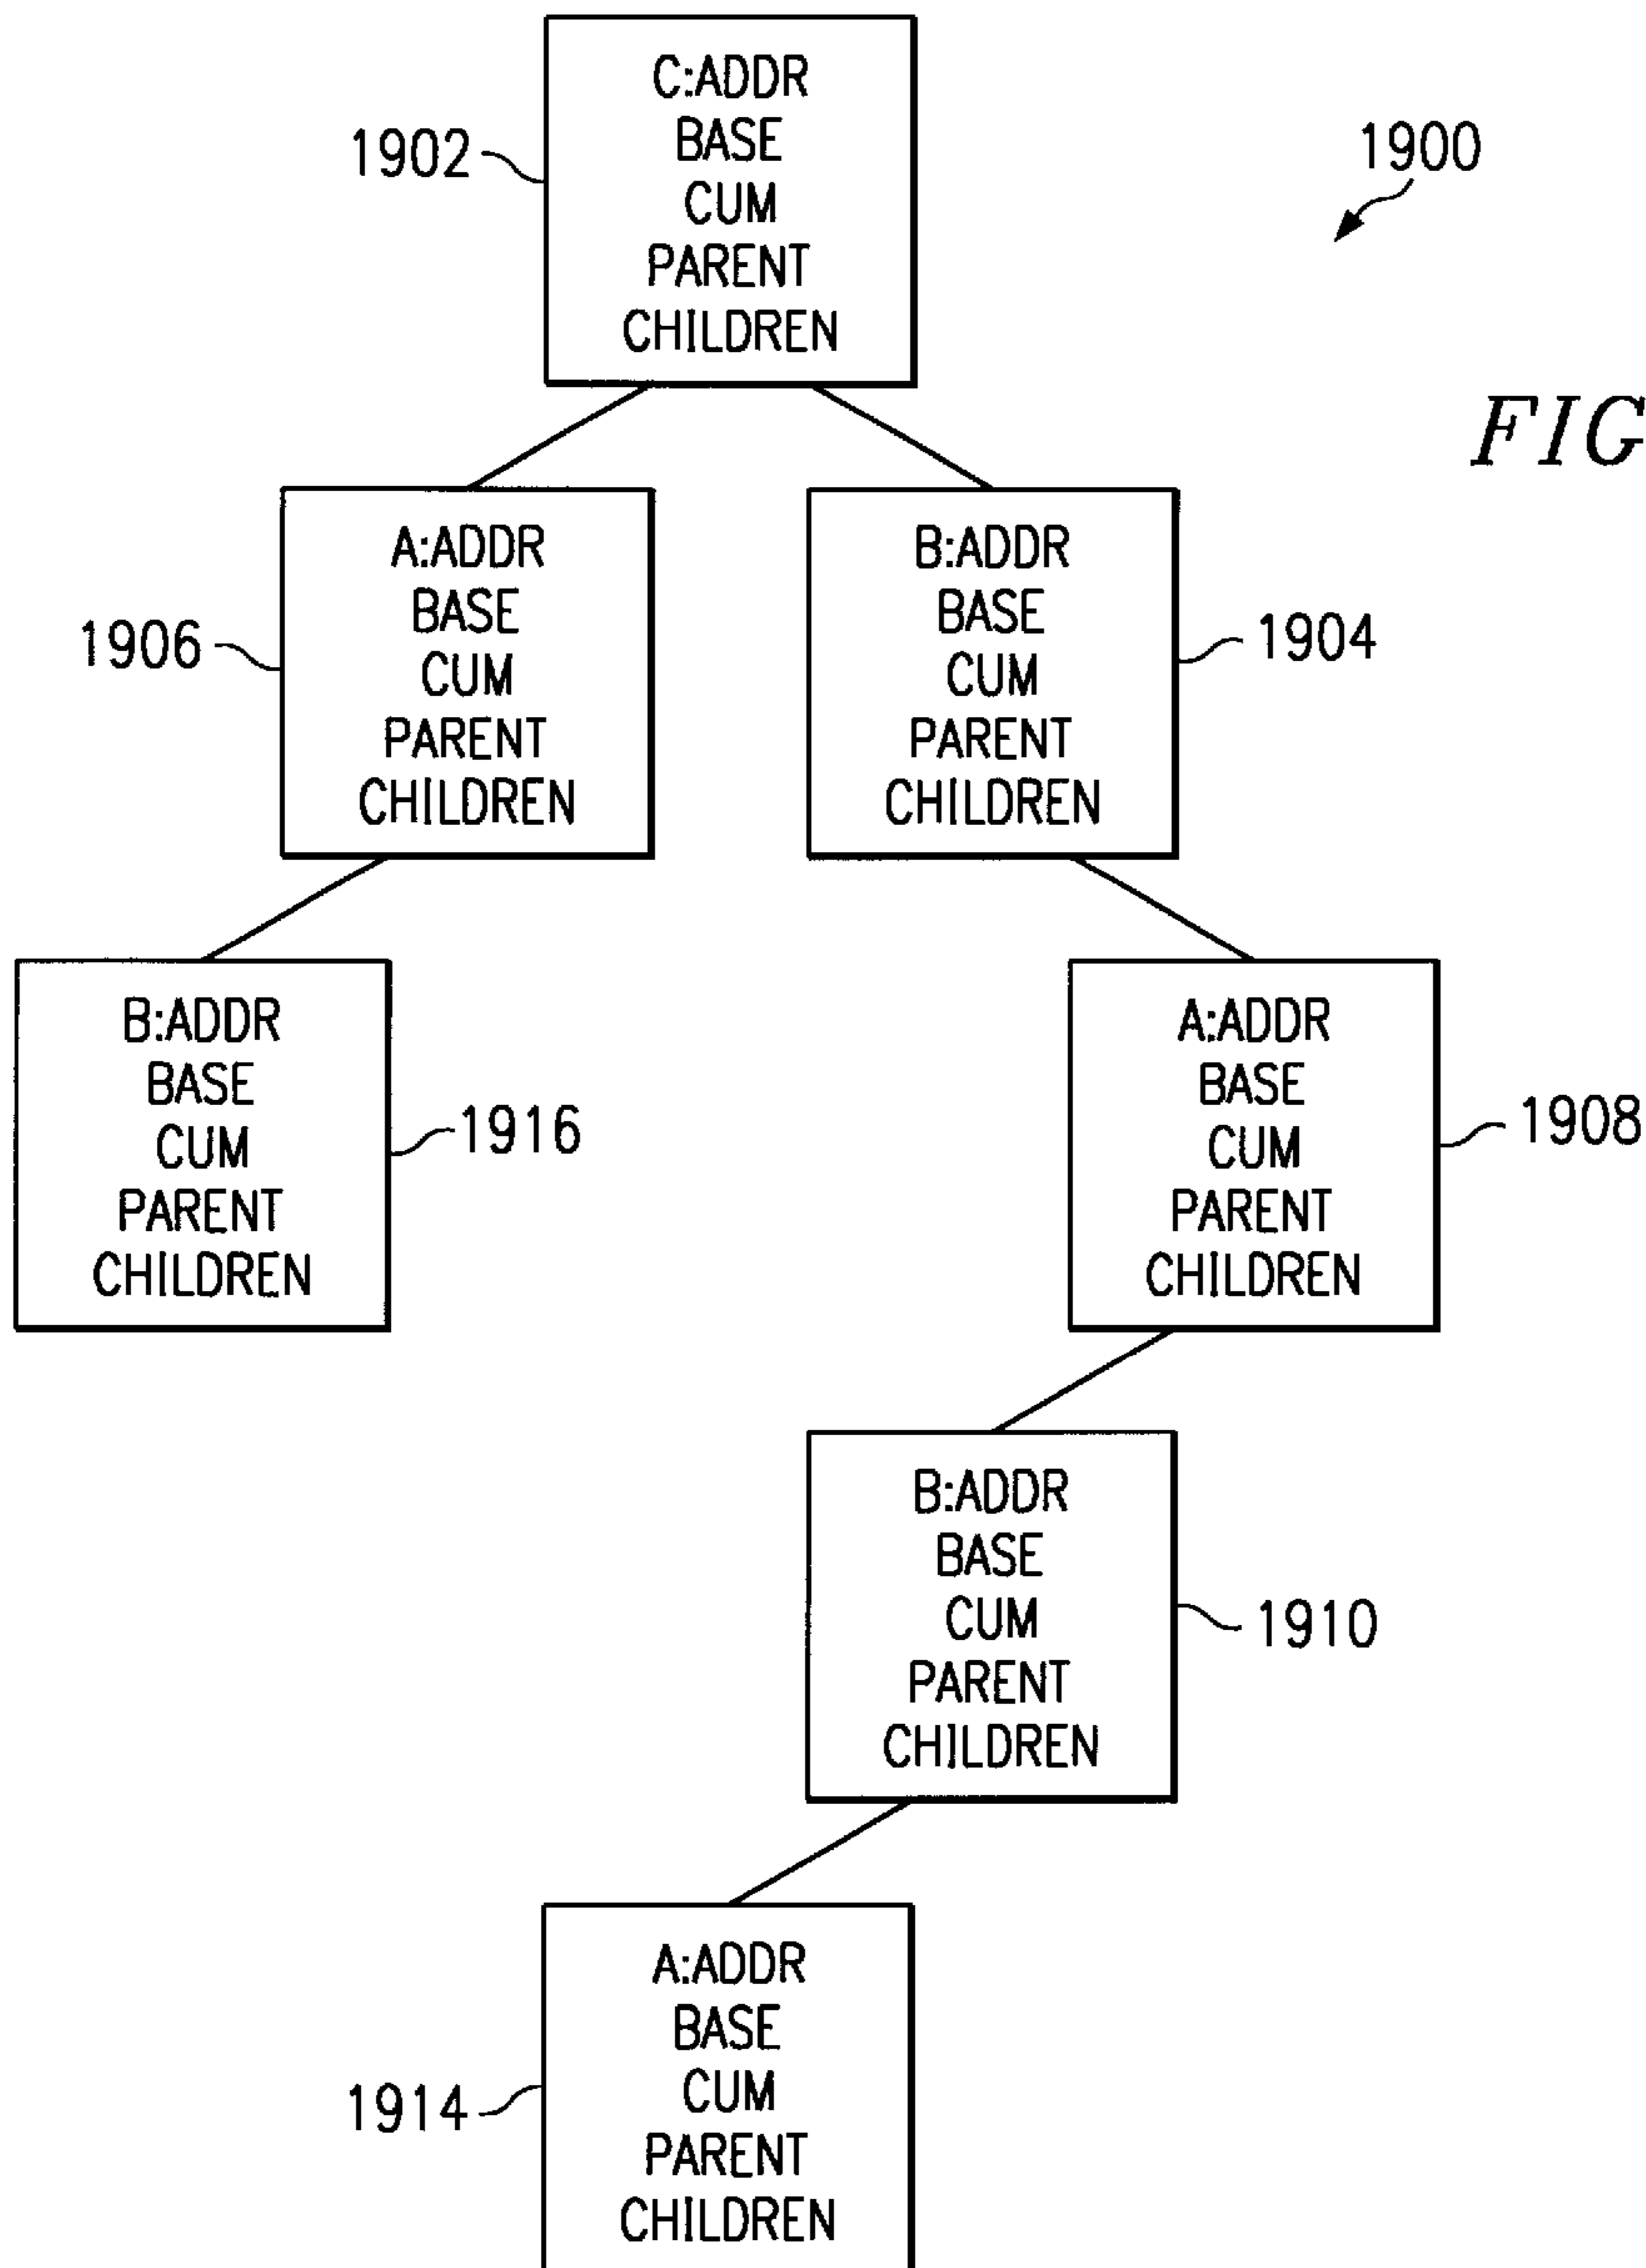 C:ADDR
BASE
CUM
PARENT
CHILDREN
1902
1900
FIG
A:ADDR
BASE
CUM
PARENT
CHILDREN
1906
B:ADDR
BASE
CUM
PARENT
CHILDREN
1904
B:ADDR
BASE
CUM
PARENT
CHILDREN
1916
A:ADDR
BASE
CUM
PARENT
CHILDREN
1908
B:ADDR
BASE
CUM
PARENT
CHILDREN
1910
A:ADDR
BASE
CUM
PARENT
CHILDREN
1914